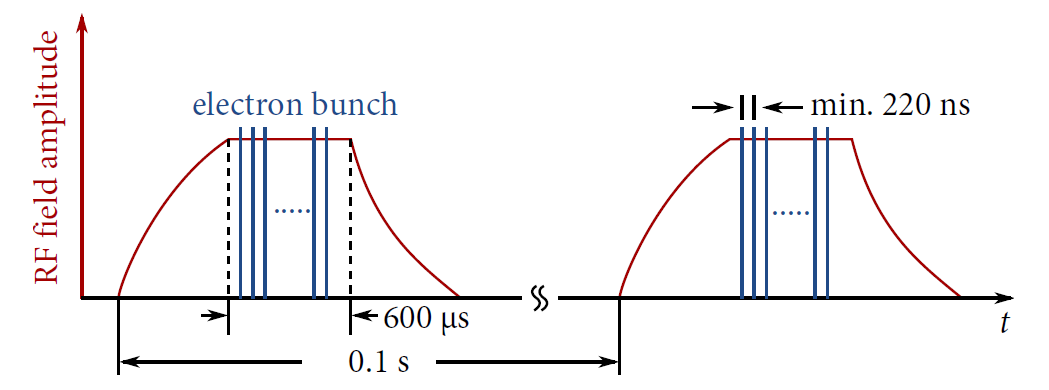 RF field amplitude
electron bunch
min. 220 ns
.....
.....
600 µs
t
0.1 s